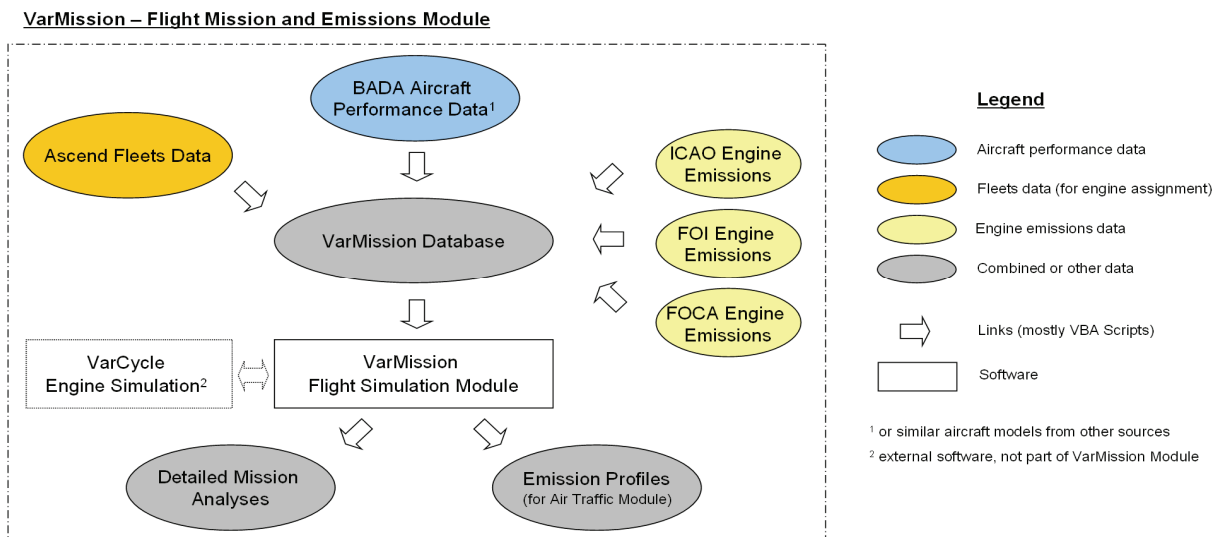 VarMission – Flight Mission and Emissions Module
BADA Aircraft
Performance Data¹
Ascend Fleets Data
ICAO Engine
Emissions
VarMission Database
FOI Engine
Emissions
FOCA Engine
Emissions
VarCycle
Engine Simulation²
VarMission
Flight Simulation Module
Detailed Mission
Analyses
Emission Profiles
(for Air Traffic Module)
Legend
Aircraft performance data
Fleets data (for engine assignment)
Engine emissions data
Combined or other data
Links (mostly VBA Scripts)
Software
¹ or similar aircraft models from other sources
² external software, not part of VarMission Module